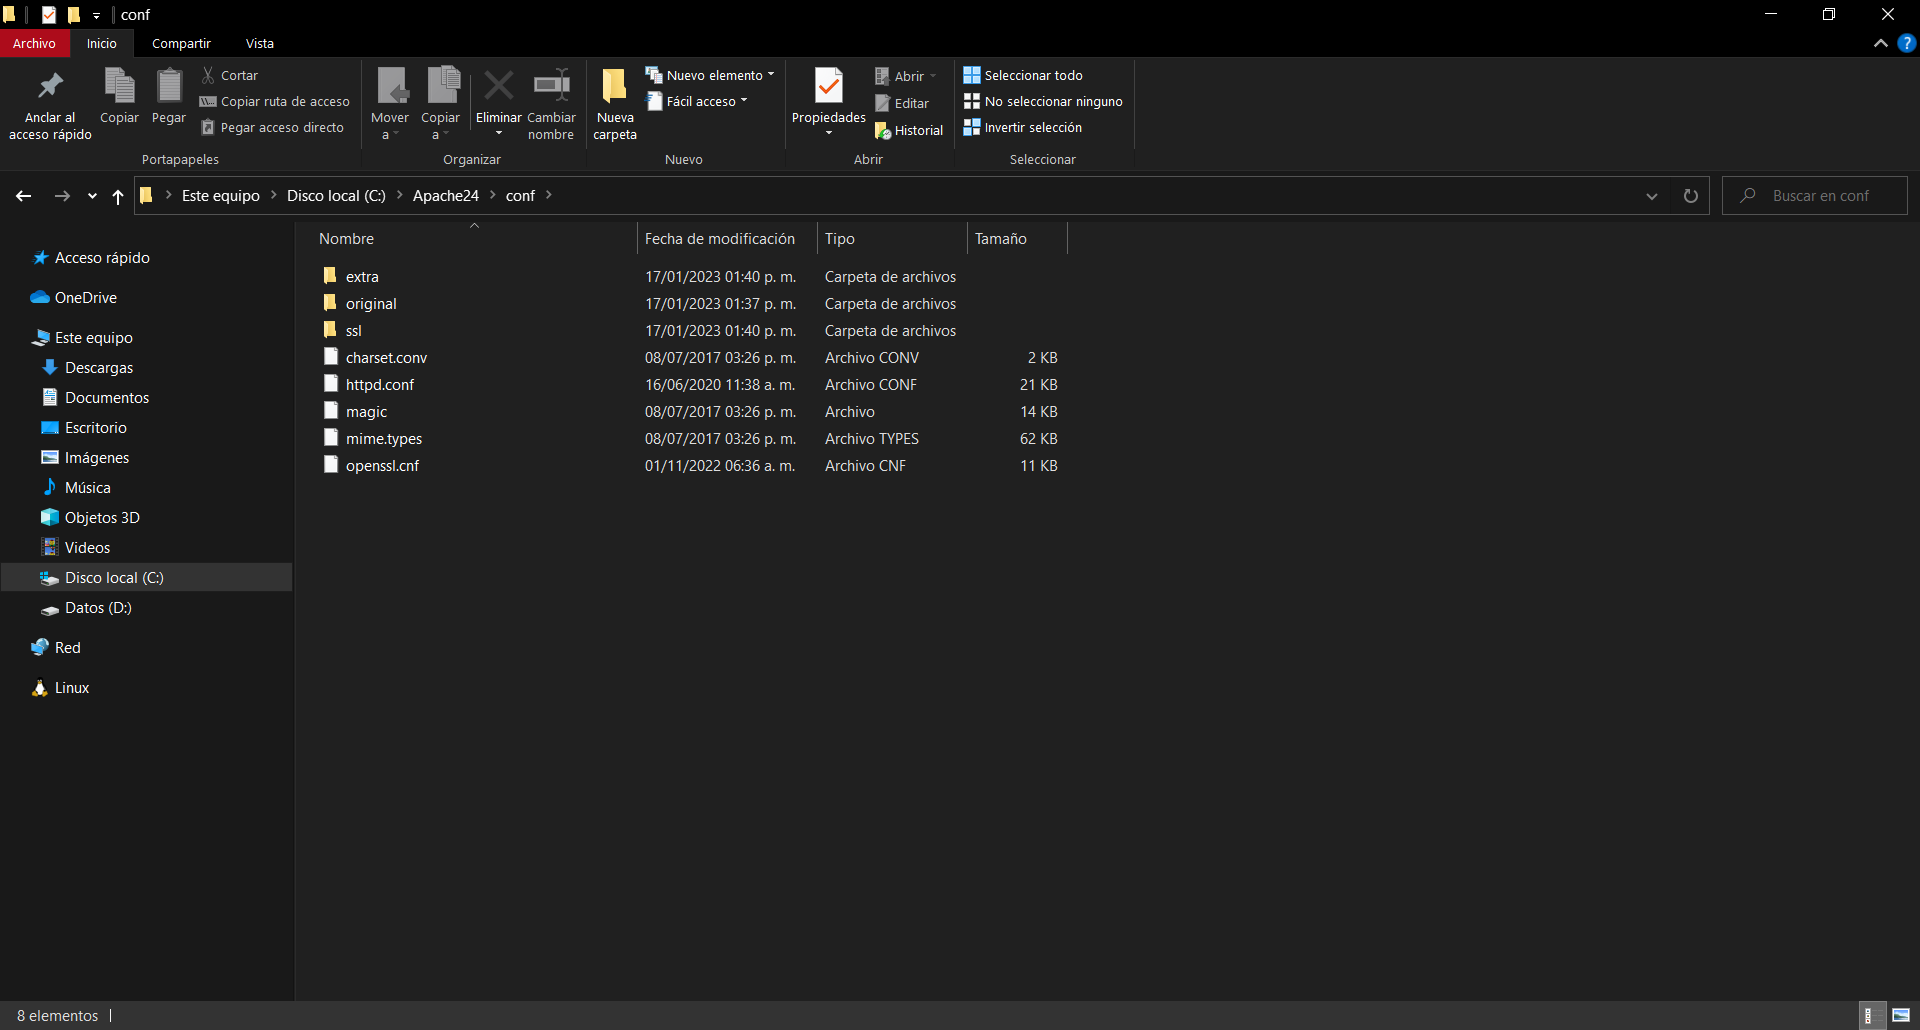 conf
Archivo Inicio Compartir Vista
Anclar al acceso rápido
Copiar
Pegar
Cortar
Copiar ruta de acceso
Pegar acceso directo
Portapapeles
Mover a
Copiar a
Eliminar
Cambiar nombre
Organizar
Nueva carpeta
Nuevo elemento
Fácil acceso
Nuevo
Propiedades
Abrir
Editar
Historial
Abrir
Seleccionar todo
No seleccionar ninguno
Invertir selección
Seleccionar
Este equipo Disco local (C:) Apache24 conf
Buscar en conf
Acceso rápido
OneDrive
Este equipo
Descargas
Documentos
Escritorio
Imágenes
Música
Objetos 3D
Videos
Disco local (C:)
Datos (D:)
Red
Linux
Nombre Fecha de modificación Tipo Tamaño
extra 17/01/2023 01:40 p. m. Carpeta de archivos
original 17/01/2023 01:37 p. m. Carpeta de archivos
ssl 17/01/2023 01:40 p. m. Carpeta de archivos
charset.conv 08/07/2017 03:26 p. m. Archivo CONV 2 KB
httpd.conf 16/06/2020 11:38 a. m. Archivo CONF 21 KB
magic 08/07/2017 03:26 p. m. Archivo 14 KB
mime.types 08/07/2017 03:26 p. m. Archivo TYPES 62 KB
openssl.cnf 01/11/2022 06:36 a. m. Archivo CNF 11 KB
8 elementos